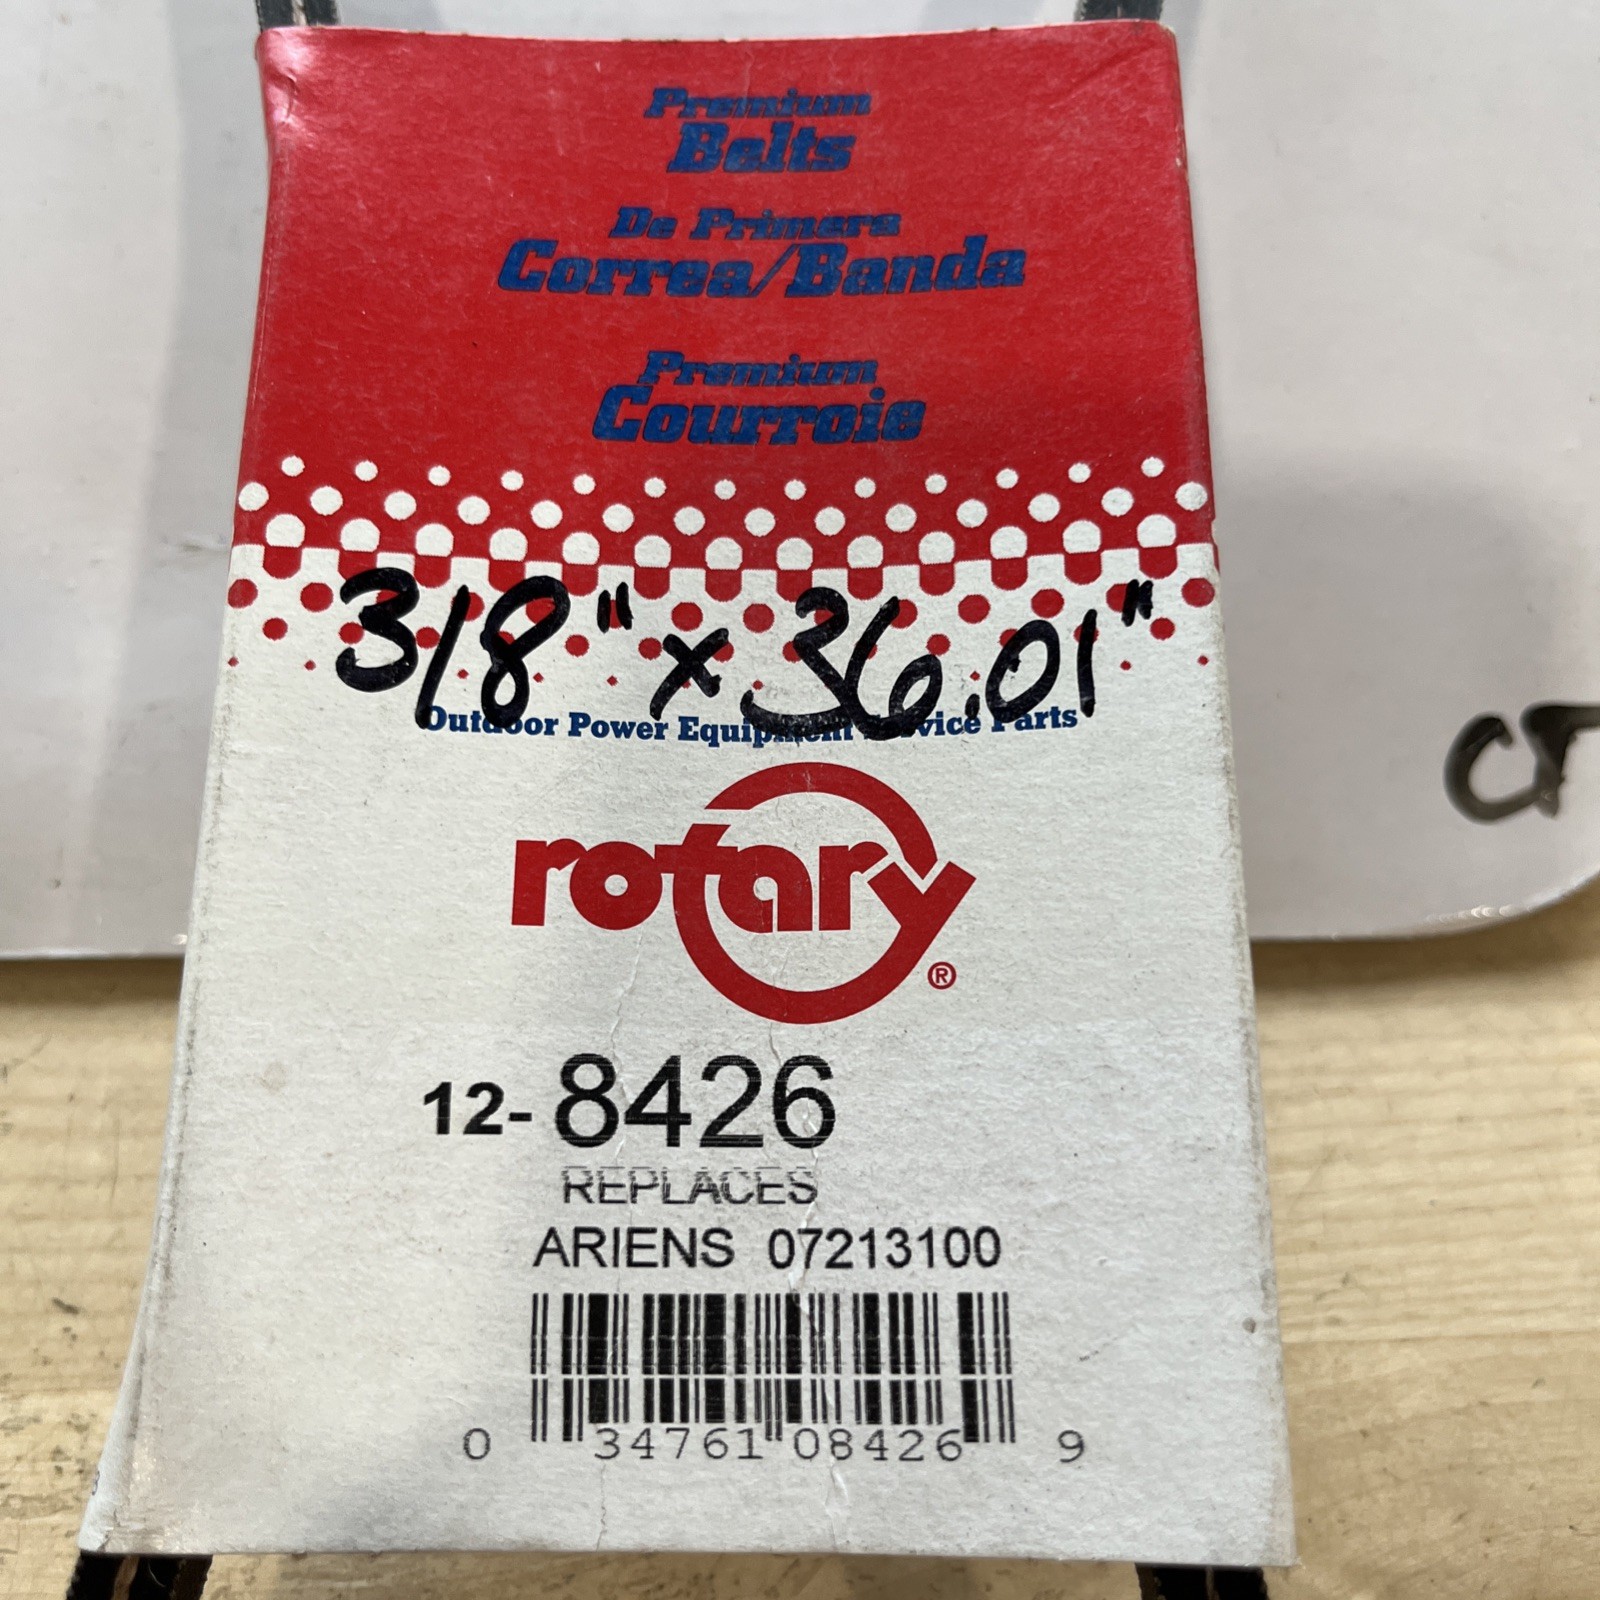 Premium
Belts
De Primera
Correa/Banda
Premium
Courroie
3/8" x 36.01"
Outdoor Power Equipment Service Parts
rotary®
12-8426
REPLACES
ARIENS 07213100
0 34761 08426 9